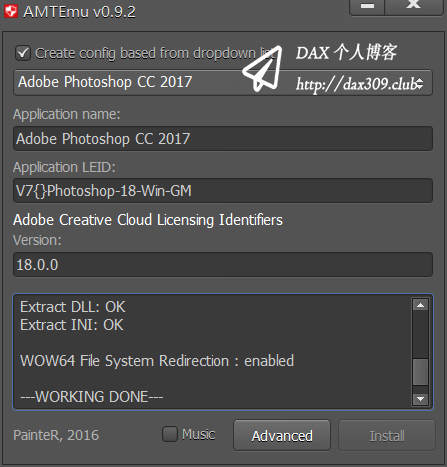 AMTEmu v0.9.2
Create config based from dropdown list
DAX 个人博客
Adobe Photoshop CC 2017
http://dax309.club
Application name:
Adobe Photoshop CC 2017
Application LEID:
V7{}Photoshop-18-Win-GM
Adobe Creative Cloud Licensing Identifiers
Version:
18.0.0
Extract DLL: OK
Extract INI: OK
WOW64 File System Redirection : enabled
---WORKING DONE---
PainteR, 2016
Music
Advanced
Install